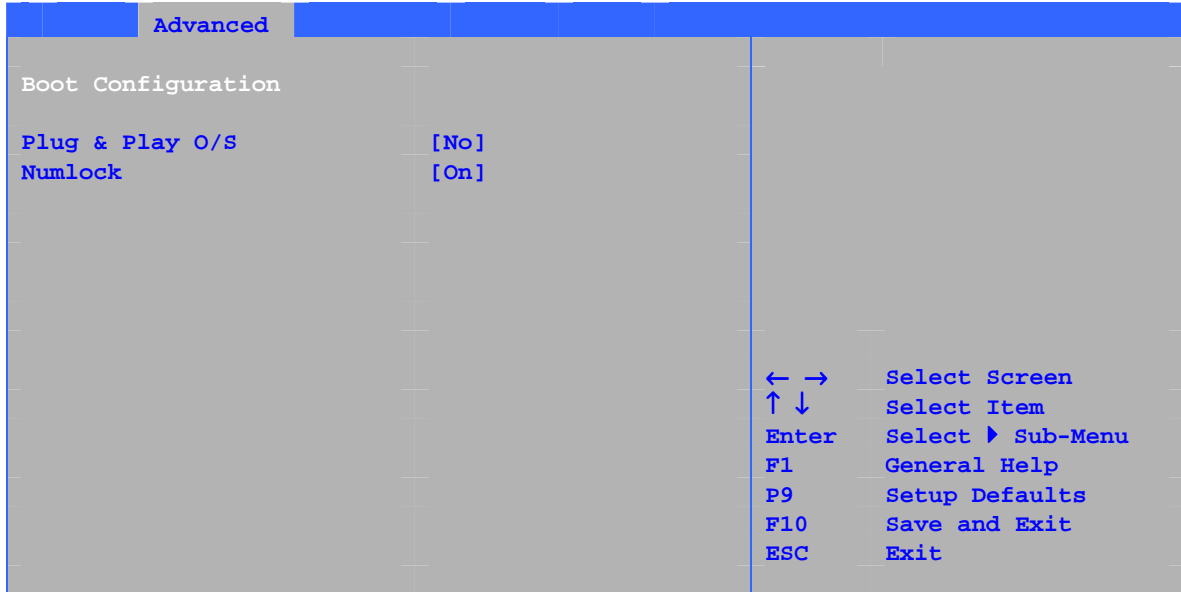 Advanced
Boot Configuration
Plug & Play O/S [No]
Numlock [On]
← → Select Screen
↑ ↓ Select Item
Enter Select ▶ Sub-Menu
F1 General Help
P9 Setup Defaults
F10 Save and Exit
ESC Exit